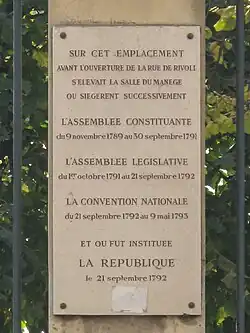 SUR CET EMPLACEMENT
AVANT L'OUVERTURE DE LA RUE DE RIVOLI
S'ELEVAIT LA SALLE DU MANEGE
OU SIEGERENT SUCCESSIVEMENT
L'ASSEMBLEE CONSTITUANTE
du 9 novembre 1789 au 30 septembre 1791
L'ASSEMBLEE LEGISLATIVE
du 1er octobre 1791 au 21 septembre 1792
LA CONVENTION NATIONALE
du 21 septembre 1792 au 9 mai 1793
ET OU FUT INSTITUEE
LA REPUBLIQUE
le 21 septembre 1792